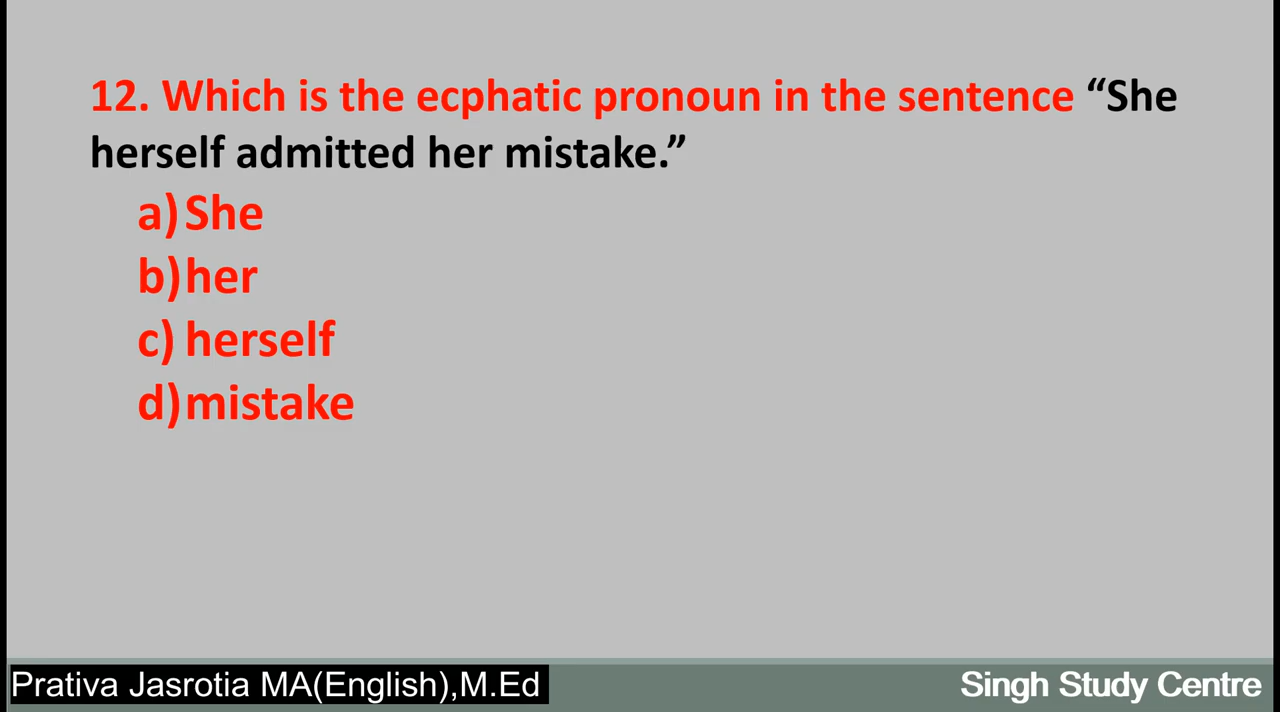 12. Which is the ecphatic pronoun in the sentence “She
herself admitted her mistake.”
a) She
b) her
c) herself
d) mistake
Prativa Jasrotia MA(English),M.Ed
Singh Study Centre